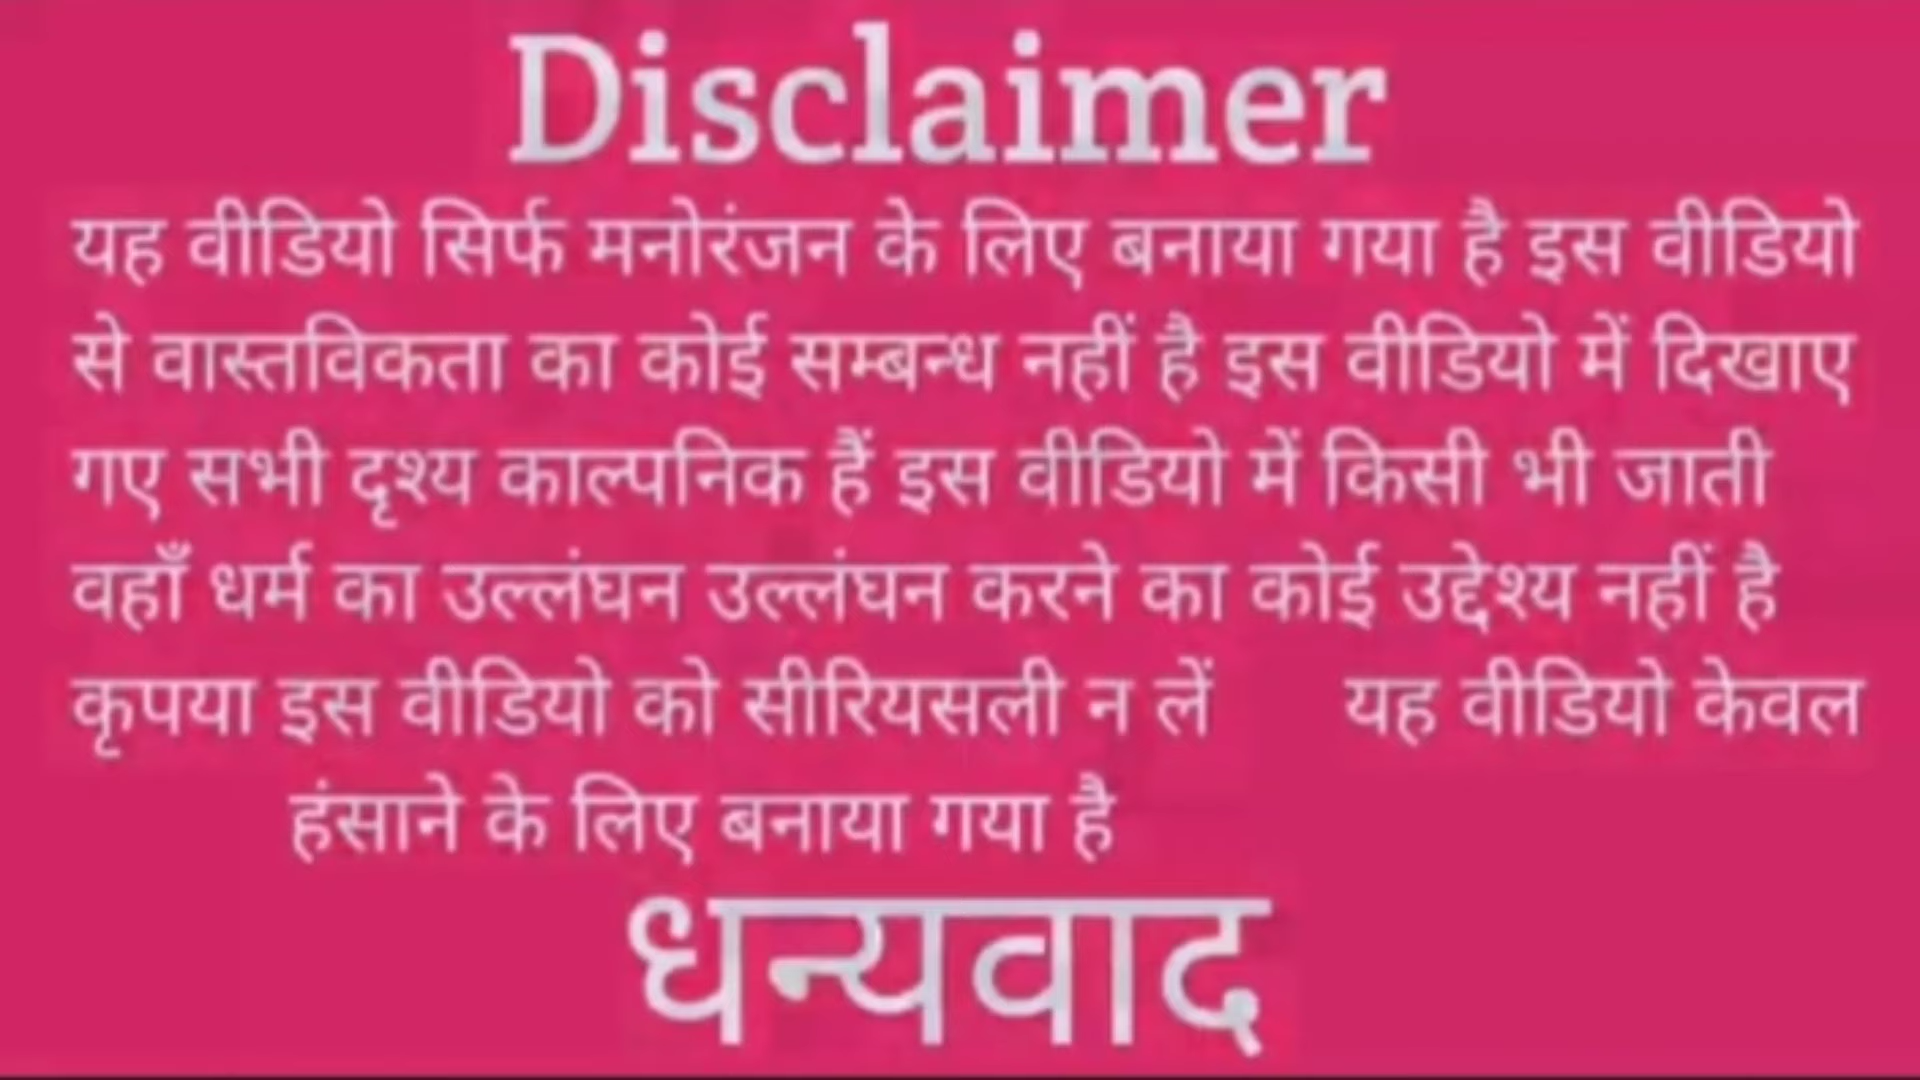 Disclaimer
यह वीडियो सिर्फ मनोरंजन के लिए बनाया गया है इस वीडियो
से वास्तविकता का कोई सम्बन्ध नहीं है इस वीडियो में दिखाए
गए सभी दृश्य काल्पनिक हैं इस वीडियो में किसी भी जाती
वहाँ धर्म का उल्लंघन उल्लंघन करने का कोई उद्देश्य नहीं है
कृपया इस वीडियो को सीरियसली न लें यह वीडियो केवल
हंसाने के लिए बनाया गया है
धन्यवाद